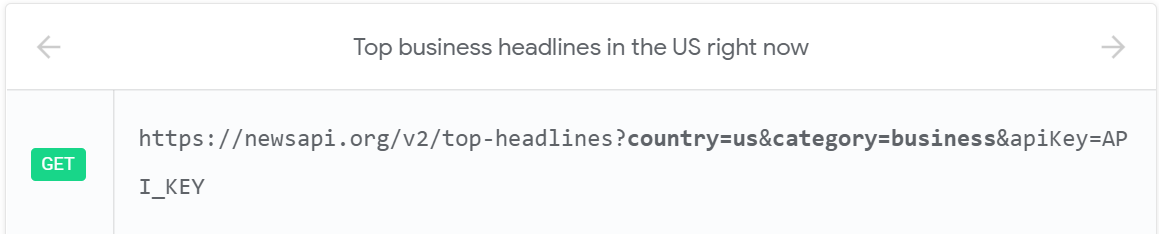 Top business headlines in the US right now
GET
https://newsapi.org/v2/top-headlines?country=us&category=business&apiKey=AP
I_KEY